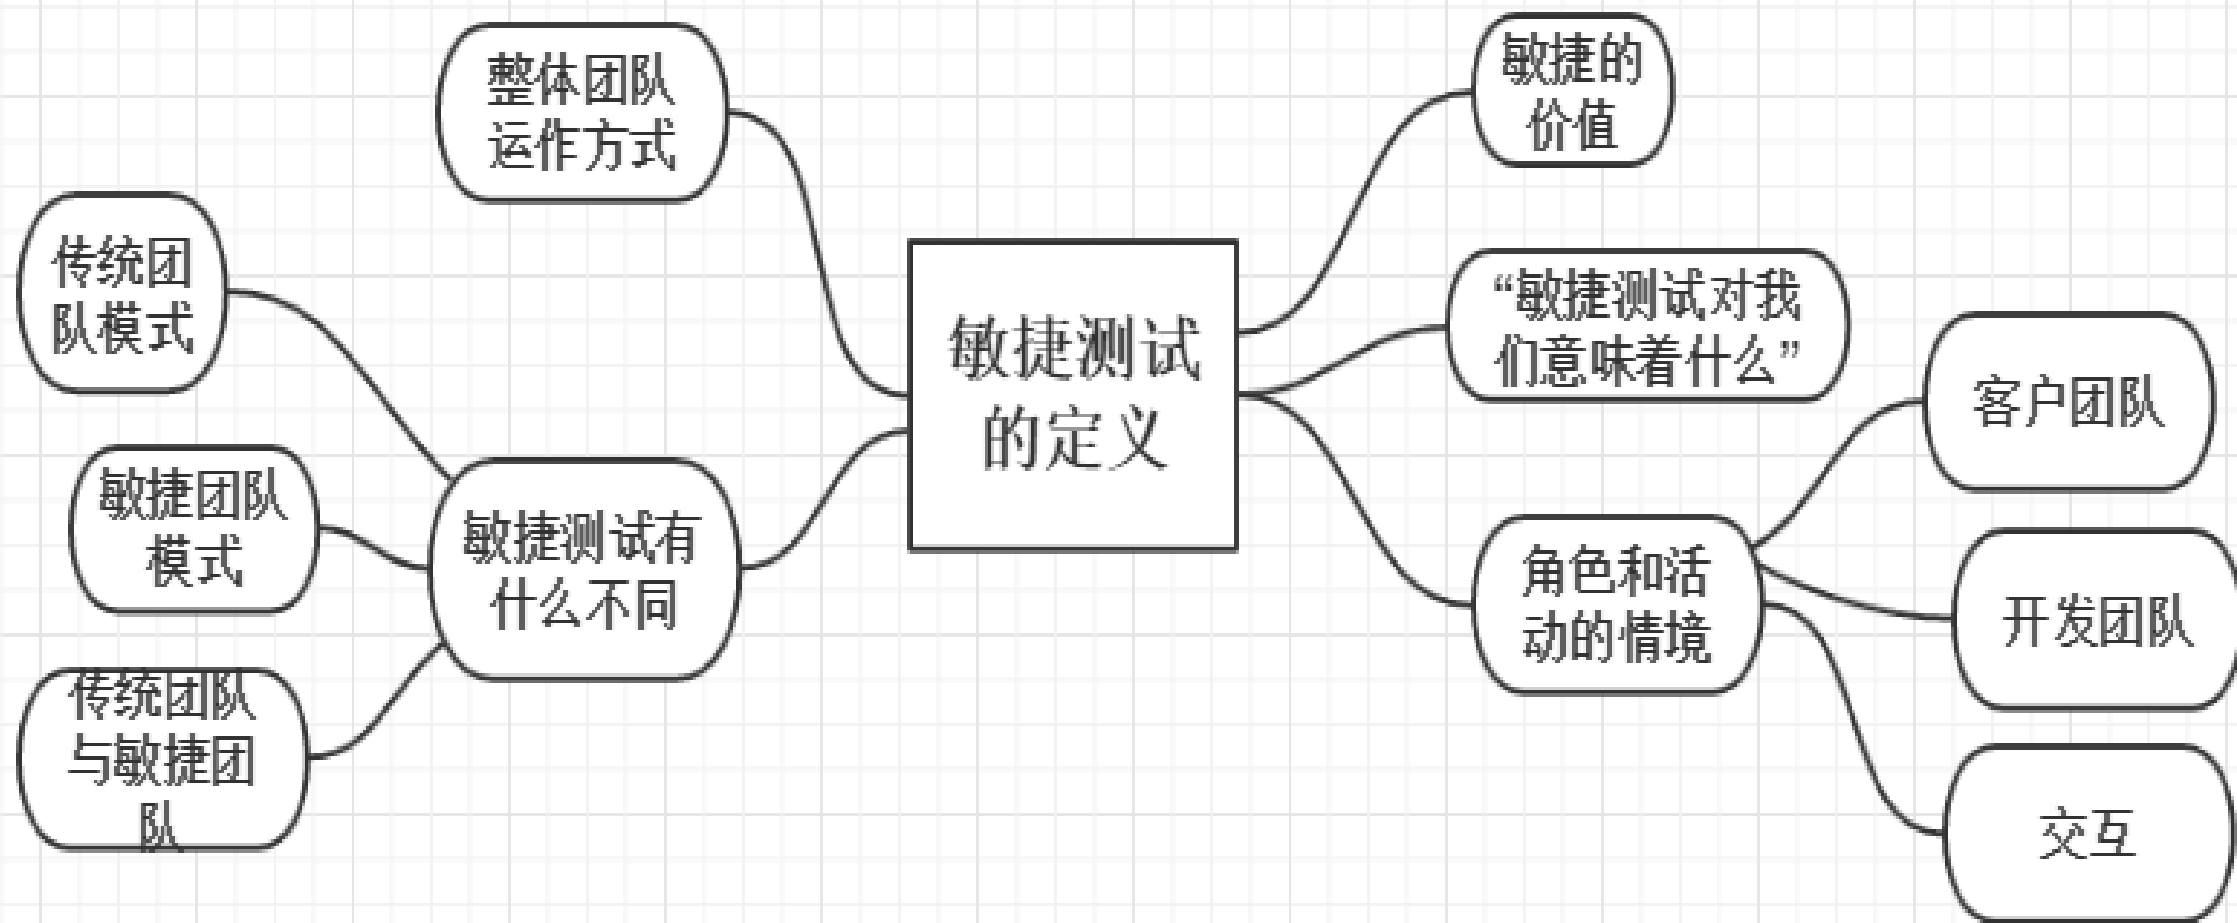 整体团队
运作方式
传统团
队模式
敏捷团队
模式
传统团队
与敏捷团
队
敏捷测试有
什么不同
敏捷测试
的定义
敏捷的
价值
“敏捷测试对我
们意味着什么”
角色和活
动的情境
客户团队
开发团队
交互